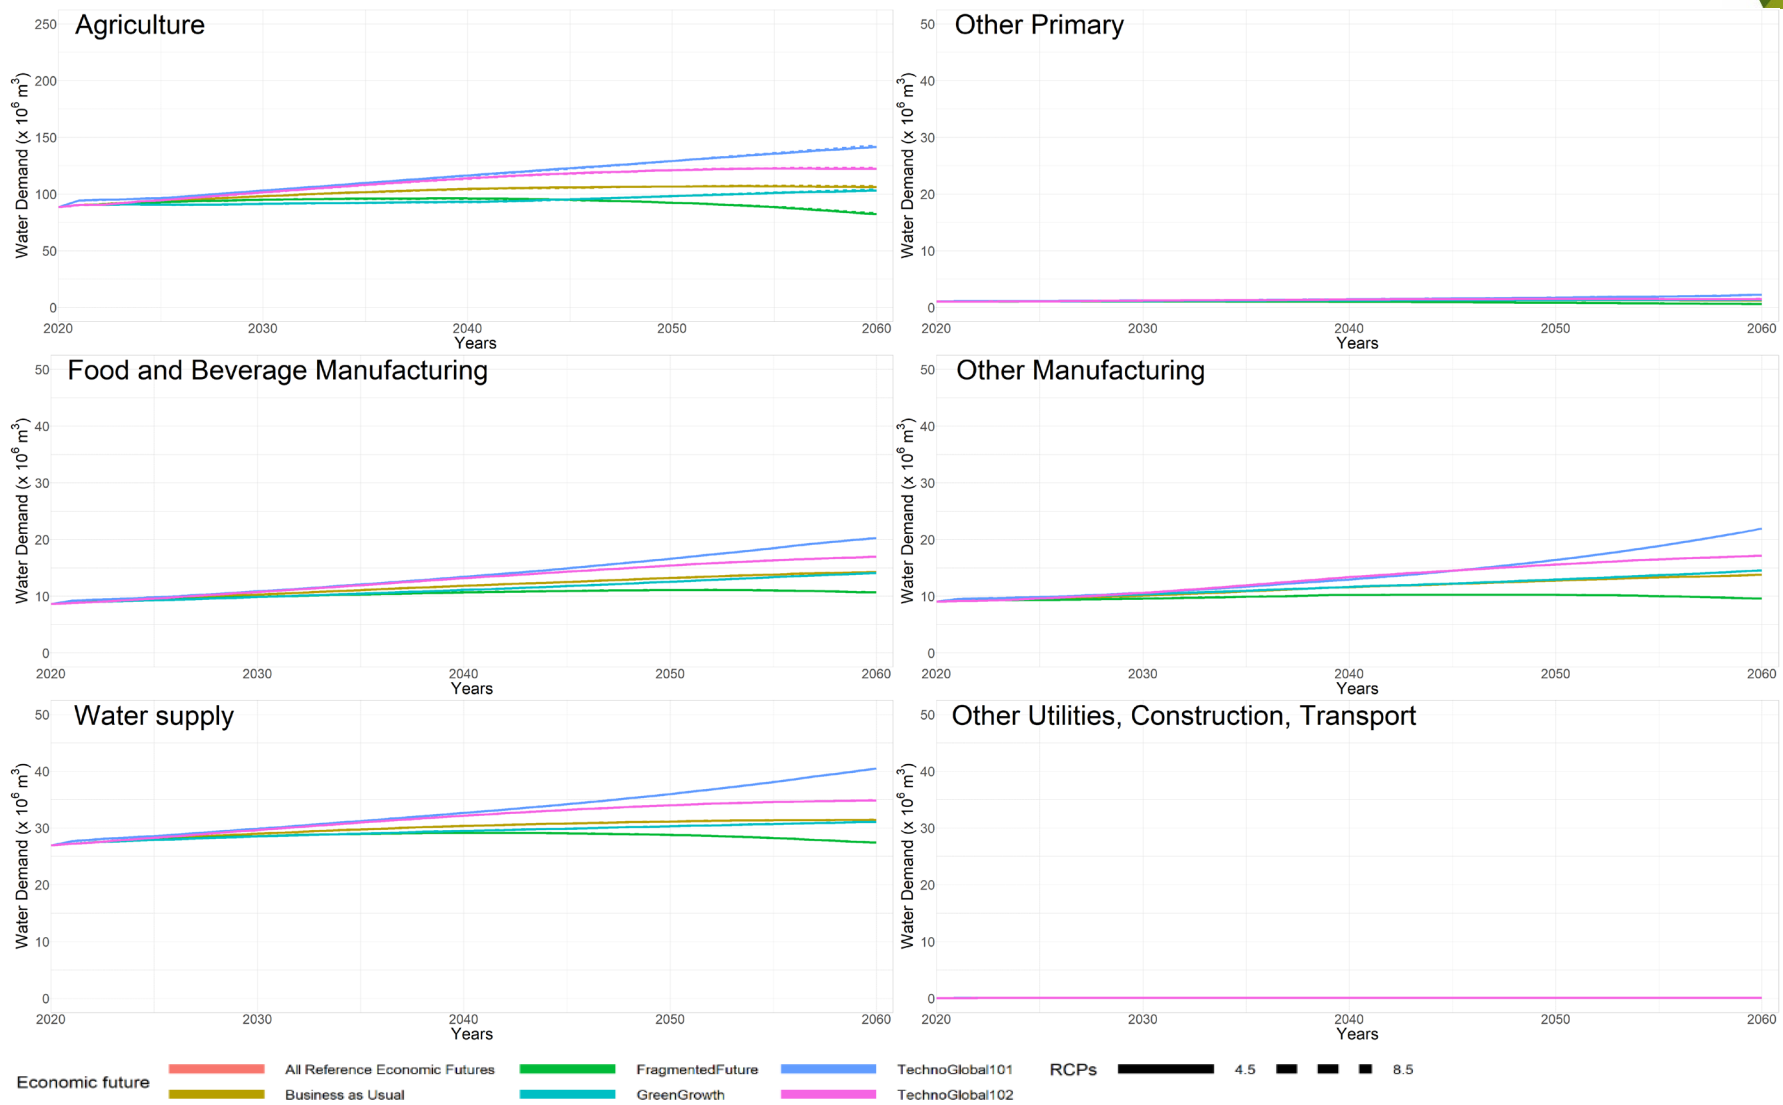 Agriculture
Water Demand (x 10⁶ m³)
250
200
150
100
50
0
2020 2030 2040 2050 2060
Years
Other Primary
Water Demand (x 10⁶ m³)
50
40
30
20
10
0
2020 2030 2040 2050 2060
Years
Food and Beverage Manufacturing
Water Demand (x 10⁶ m³)
50
40
30
20
10
0
2020 2030 2040 2050 2060
Years
Other Manufacturing
Water Demand (x 10⁶ m³)
50
40
30
20
10
0
2020 2030 2040 2050 2060
Years
Water supply
Water Demand (x 10⁶ m³)
50
40
30
20
10
0
2020 2030 2040 2050 2060
Years
Other Utilities, Construction, Transport
Water Demand (x 10⁶ m³)
50
40
30
20
10
0
2020 2030 2040 2050 2060
Years
Economic future
All Reference Economic Futures
Business as Usual
FragmentedFuture
GreenGrowth
TechnoGlobal101
TechnoGlobal102
RCPs 4.5 8.5